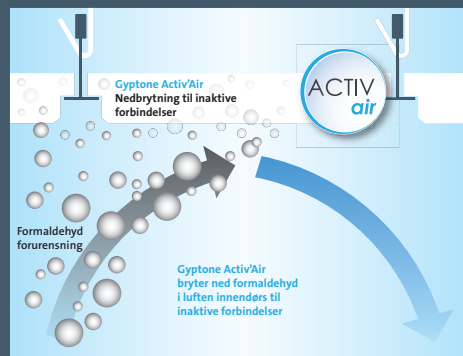 Gyptone Activ'Air
Nedbrytning til inaktive
forbindelser
ACTIV
air
Formaldehyd
forurensning
Gyptone Activ'Air
bryter ned formaldehyd
i luften innendørs til
inaktive forbindelser